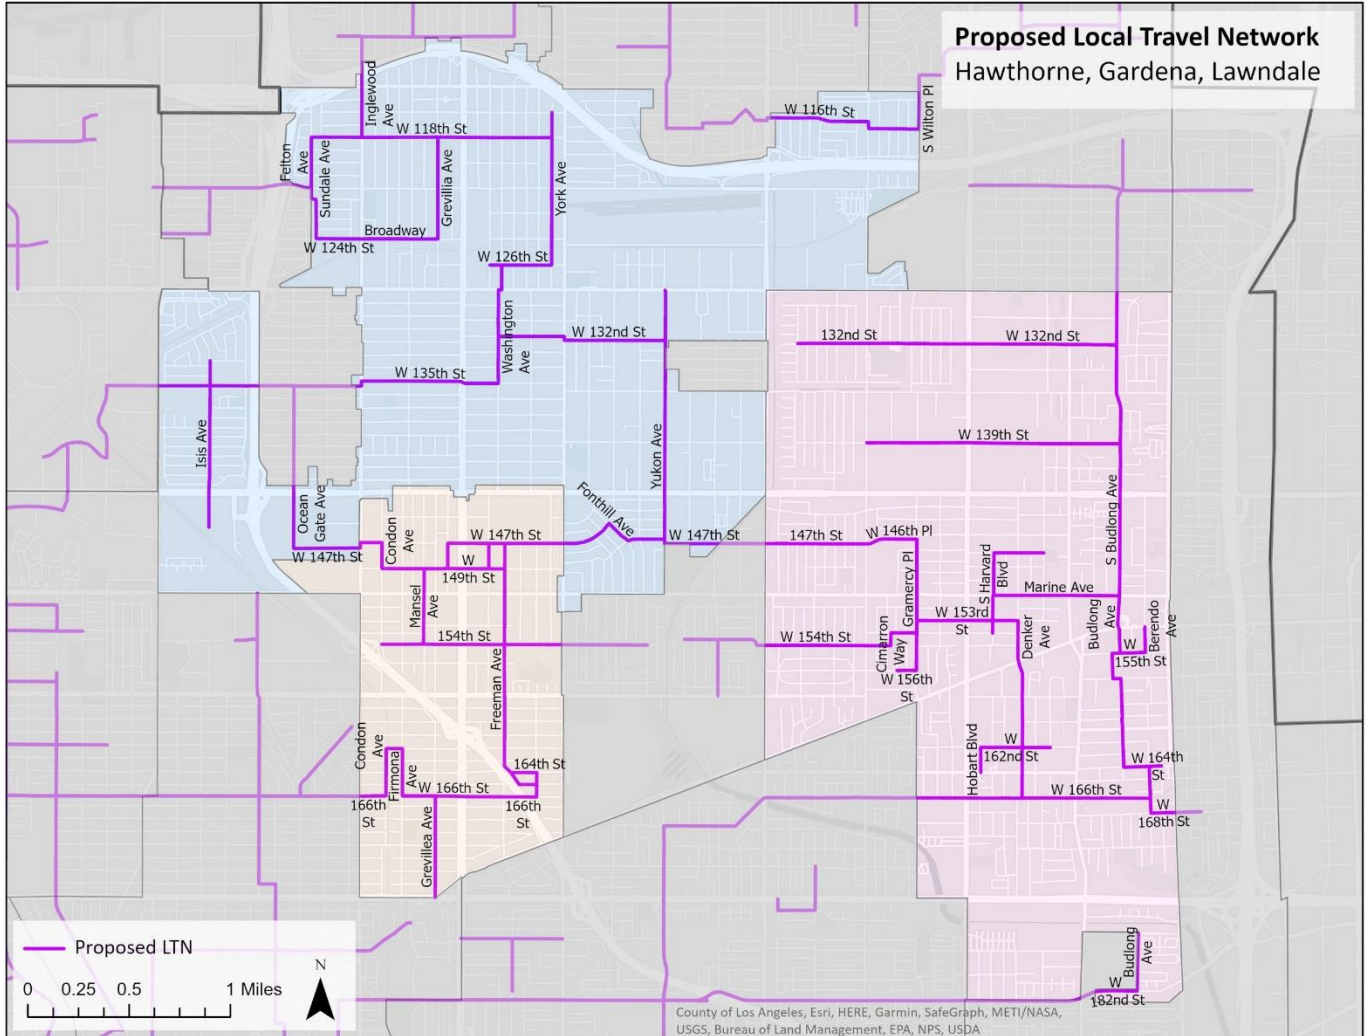 Proposed Local Travel Network
Hawthorne, Gardena, Lawndale
Inglewood
Ave
W 118th St
W 116th St
S Wilton Pl
Felton
Ave
Sundale Ave
Grevillia Ave
York Ave
Broadway
W 124th St
W 126th St
Washington
Ave
W 132nd St
132nd St
W 132nd St
W 135th St
Isis Ave
Yukon Ave
W 139th St
S Budlong Ave
Ocean
Gate Ave
Condon
Ave
Fonthill Ave
W 147th St
W 147th St
W 147th St
147th St
W 146th Pl
W
149th St
Mansel
Ave
Gramercy Pl
S Harvard
Blvd
Marine Ave
W 153rd
St
Denker
Ave
Budlong
Ave
Berendo
Ave
154th St
W 154th St
Cimarron
Way
W
155th St
W 156th
St
Freeman Ave
Condon
Ave
Firmona
Ave
164th St
W 166th St
166th
St
166th
St
Grevillea Ave
Hobart Blvd
W
162nd St
W 164th
St
W 166th St
W
168th St
Budlong
Ave
W
182nd St
Proposed LTN
0 0.25 0.5 1 Miles
N
County of Los Angeles, Esri, HERE, Garmin, SafeGraph, METI/NASA,
USGS, Bureau of Land Management, EPA, NPS, USDA